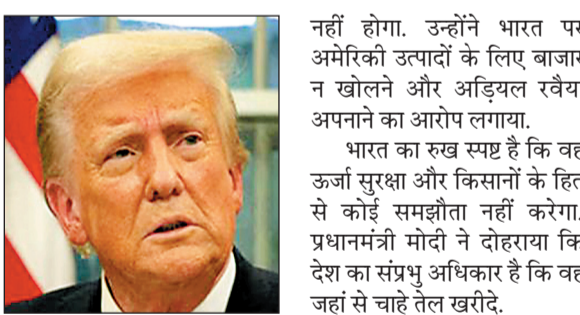 नहीं होगा. उन्होंने भारत पर
अमेरिकी उत्पादों के लिए बाजार
न खोलने और अड़ियल रवैया
अपनाने का आरोप लगाया.
भारत का रुख स्पष्ट है कि वह
ऊर्जा सुरक्षा और किसानों के हित
से कोई समझौता नहीं करेगा.
प्रधानमंत्री मोदी ने दोहराया कि
देश का संप्रभु अधिकार है कि वह
जहां से चाहे तेल खरीदे.